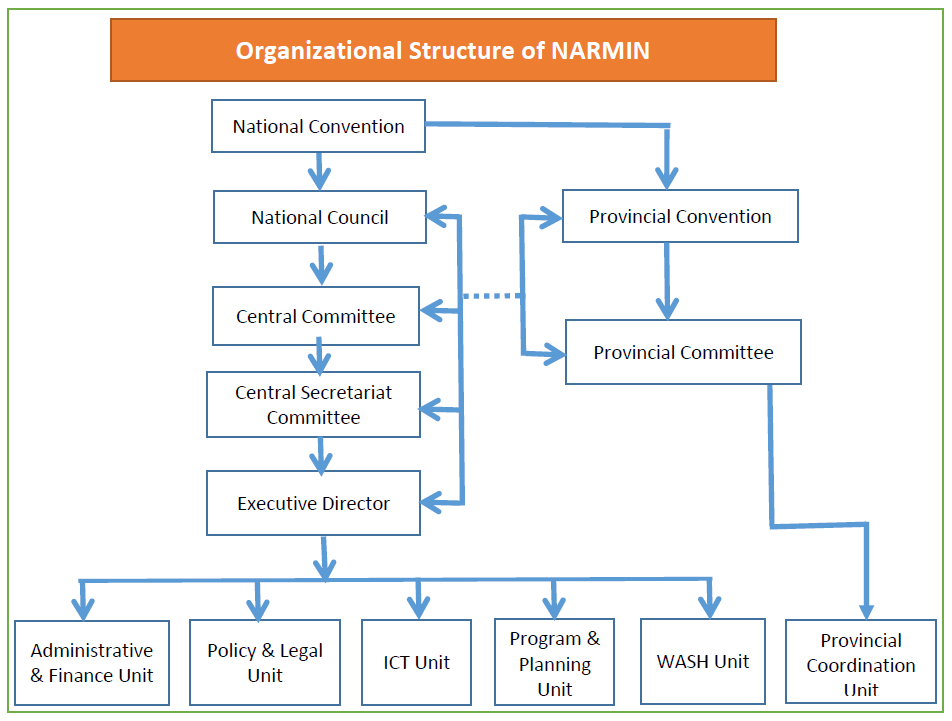 Organizational Structure of NARMIN
National Convention
National Council
Provincial Convention
Central Committee
Provincial Committee
Central Secretariat
Committee
Executive Director
Administrative
& Finance Unit
Policy & Legal
Unit
ICT Unit
Program &
Planning
Unit
WASH Unit
Provincial
Coordination
Unit